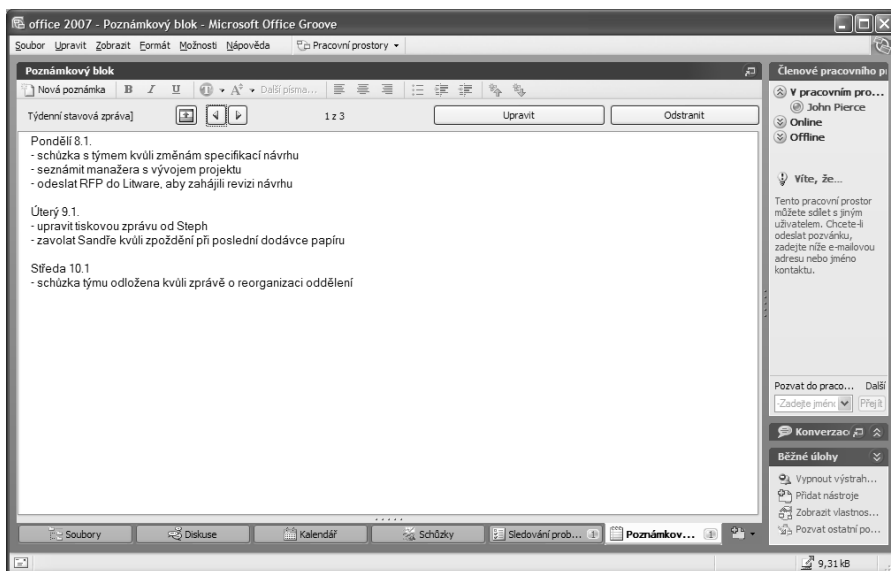 office 2007 - Poznámkový blok - Microsoft Office Groove
Soubor Upravit Zobrazit Formát Možnosti Nápověda Pracovní prostory
Poznámkový blok
Nová poznámka B I U A Další písma...
Týdenní stavová zpráva] 1 z 3 Upravit Odstranit
Pondělí 8.1.
- schůzka s týmem kvůli změnám specifikací návrhu
- seznámit manažera s vývojem projektu
- odeslat RFP do Litware, aby zahájili revizi návrhu
Úterý 9.1.
- upravit tiskovou zprávu od Steph
- zavolat Sandře kvůli zpoždění při poslední dodávce papíru
Středa 10.1
- schůzka týmu odložena kvůli zprávě o reorganizaci oddělení
Členové pracovního p
V pracovním pro...
John Pierce
Online
Offline
Víte, že...
Tento pracovní prostor
můžete sdílet s jiným
uživatelem. Chcete-li
odeslat pozvánku,
zadejte níže e-mailovou
adresu nebo jméno
kontaktu.
Pozvat do praco... Další
-Zadejte jmén Přejít
Konverzac
Běžné úlohy
Vypnout výstrah...
Přidat nástroje
Zobrazit vlastnos...
Pozvat ostatní po...
Soubory Diskuse Kalendář Schůzky Sledování prob... Poznámkov...
9,31 kB